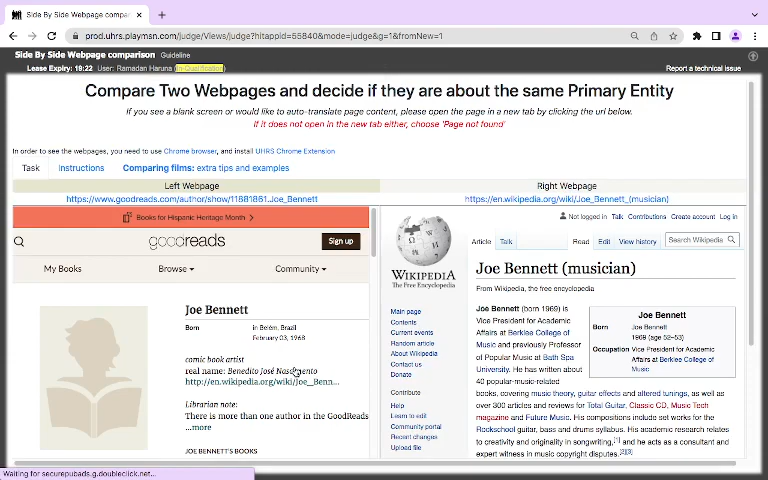 Side By Side Webpage comparison
prod.uhrs.playmsn.com/judge/Views/judge?hitappid=55840&mode=judge&g=1&fromNew=1
Side By Side Webpage comparison Guideline
Lease Expiry: 19:22 User: Ramadan Haruna (In-Qualification)
Report a technical issue
Compare Two Webpages and decide if they are about the same Primary Entity
If you see a blank screen or would like to auto-translate page content, please open the page in a new tab by clicking the url below.
If it does not open in the new tab either, choose 'Page not found'
In order to see the webpages, you need to use Chrome browser, and install UHRS Chrome Extension
Task Instructions Comparing films: extra tips and examples
Left Webpage
https://www.goodreads.com/author/show/11881861.Joe_Bennett
Books for Hispanic Heritage Month
goodreads
Sign up
My Books Browse Community
Joe Bennett
Born in Belém, Brazil
February 03, 1968
comic book artist
real name: Benedito José Nascimento
http://en.wikipedia.org/wiki/Joe_Benn...
Librarian note:
There is more than one author in the GoodReads
...more
JOE BENNETT'S BOOKS
Right Webpage
https://en.wikipedia.org/wiki/Joe_Bennett_(musician)
WIKIPEDIA
The Free Encyclopedia
Not logged in Talk Contributions Create account Log in
Article Talk Read Edit View history Search Wikipedia
Main page
Contents
Current events
Random article
About Wikipedia
Contact us
Donate
Contribute
Help
Learn to edit
Community portal
Recent changes
Upload file
Joe Bennett (musician)
From Wikipedia, the free encyclopedia
Joe Bennett (born 1969) is
Vice President for Academic
Affairs at Berklee College of
Music and previously Professor
of Popular Music at Bath Spa
University. He has written about
40 popular-music-related
books, covering music theory, guitar effects and altered tunings, as well as
over 300 articles and reviews for Total Guitar, Classic CD, Music Tech
magazine and Future Music. His compositions include set works for the
Rockschool guitar, bass and drums syllabus. His academic research relates
to creativity and originality in songwriting,[1] and he acts as a consultant and
expert witness in music copyright disputes.[2][3]
Joe Bennett
Born Joe Bennett
1969 (age 52–53)
Occupation Vice President for Academic
Affairs at Berklee College of
Music
Waiting for securepubads.g.doubleclick.net...